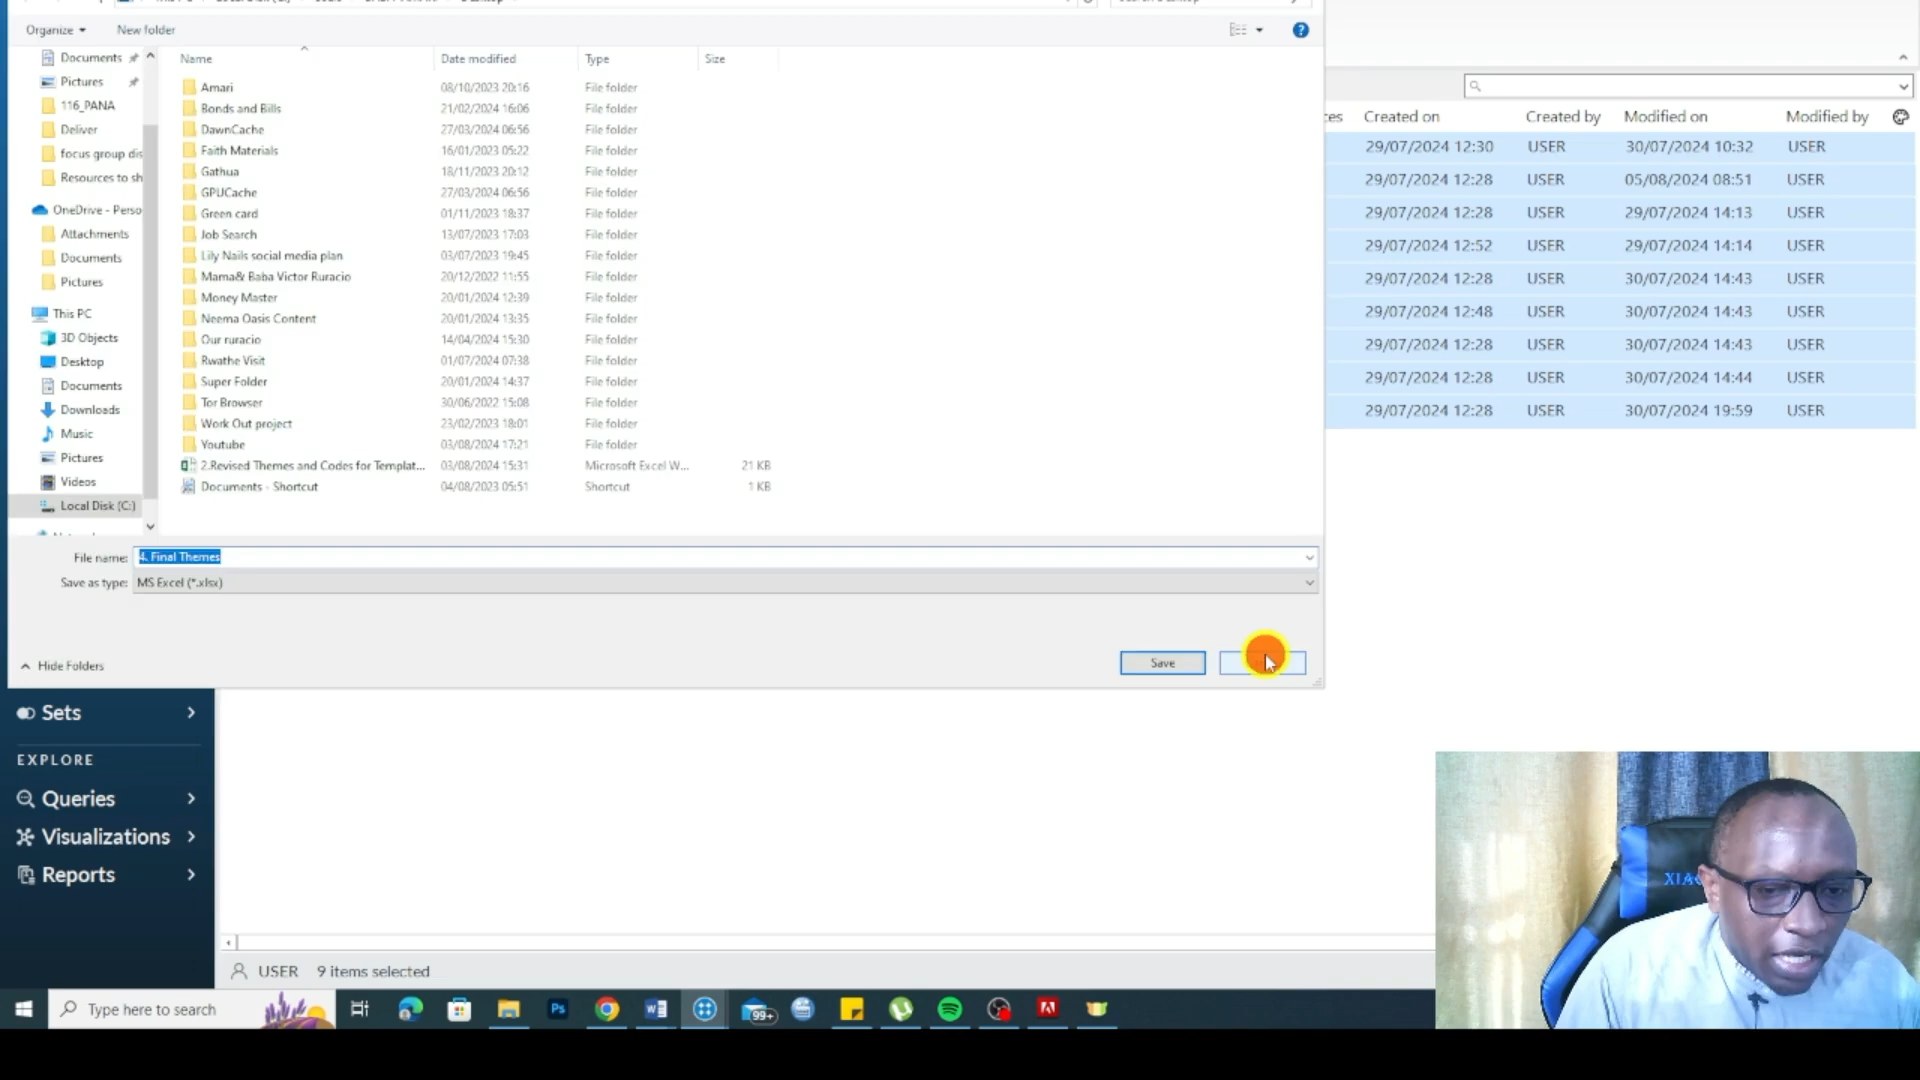 Organize
New folder
Name
Date modified
Type
Size
Documents
Pictures
116_PANA
Deliver
focus group dis
Resources to sh
OneDrive - Perso
Attachments
Documents
Pictures
This PC
3D Objects
Desktop
Documents
Downloads
Music
Pictures
Videos
Local Disk (C:)
Amari 08/10/2023 20:16 File folder
Bonds and Bills 21/02/2024 16:06 File folder
DawnCache 27/03/2024 06:56 File folder
Faith Materials 16/01/2023 05:22 File folder
Gathua 18/11/2023 20:12 File folder
GPUCache 27/03/2024 06:56 File folder
Green card 01/11/2023 18:37 File folder
Job Search 13/07/2023 17:03 File folder
Lily Nails social media plan 03/07/2023 19:45 File folder
Mama& Baba Victor Ruracio 20/12/2022 11:55 File folder
Money Master 20/01/2024 12:39 File folder
Neema Oasis Content 20/01/2024 13:35 File folder
Our ruracio 14/04/2024 15:30 File folder
Rwathe Visit 01/07/2024 07:38 File folder
Super Folder 20/01/2024 14:37 File folder
Tor Browser 30/06/2022 15:08 File folder
Work Out project 23/02/2023 18:01 File folder
Youtube 03/08/2024 17:21 File folder
2.Revised Themes and Codes for Templat... 03/08/2024 15:31 Microsoft Excel W... 21 KB
Documents - Shortcut 04/08/2023 05:51 Shortcut 1 KB
File name: 4. Final Themes
Save as type: MS Excel (*.xlsx)
Hide Folders
Save
Created on Created by Modified on Modified by
29/07/2024 12:30 USER 30/07/2024 10:32 USER
29/07/2024 12:28 USER 05/08/2024 08:51 USER
29/07/2024 12:28 USER 29/07/2024 14:13 USER
29/07/2024 12:52 USER 29/07/2024 14:14 USER
29/07/2024 12:28 USER 30/07/2024 14:43 USER
29/07/2024 12:48 USER 30/07/2024 14:43 USER
29/07/2024 12:28 USER 30/07/2024 14:43 USER
29/07/2024 12:28 USER 30/07/2024 14:44 USER
29/07/2024 12:28 USER 30/07/2024 19:59 USER
Sets
EXPLORE
Queries
Visualizations
Reports
USER 9 items selected
Type here to search
Ps
99+